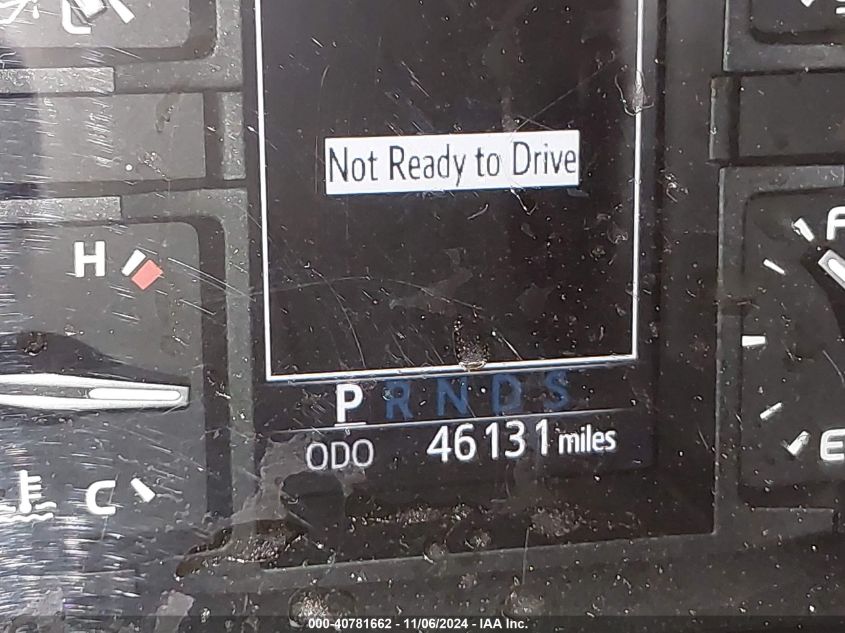 Not Ready to Drive
H
F
P R N D S
ODO 46131 miles
C
E
000-40781662 - 11/06/2024 - IAA Inc.